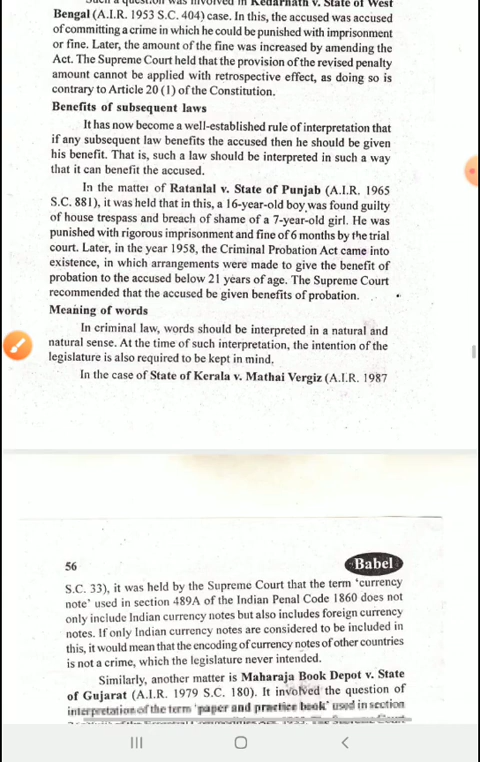 Such a question was involved in Kedarnath v. State of West
Bengal (A.I.R. 1953 S.C. 404) case. In this, the accused was accused
of committing a crime in which he could be punished with imprisonment
or fine. Later, the amount of the fine was increased by amending the
Act. The Supreme Court held that the provision of the revised penalty
amount cannot be applied with retrospective effect, as doing so is
contrary to Article 20 (1) of the Constitution.
Benefits of subsequent laws
It has now become a well-established rule of interpretation that
if any subsequent law benefits the accused then he should be given
his benefit. That is, such a law should be interpreted in such a way
that it can benefit the accused.
In the matter of Ratanlal v. State of Punjab (A.I.R. 1965
S.C. 881), it was held that in this, a 16-year-old boy was found guilty
of house trespass and breach of shame of a 7-year-old girl. He was
punished with rigorous imprisonment and fine of 6 months by the trial
court. Later, in the year 1958, the Criminal Probation Act came into
existence, in which arrangements were made to give the benefit of
probation to the accused below 21 years of age. The Supreme Court
recommended that the accused be given benefits of probation.
Meaning of words
In criminal law, words should be interpreted in a natural and
natural sense. At the time of such interpretation, the intention of the
legislature is also required to be kept in mind.
In the case of State of Kerala v. Mathai Vergiz (A.I.R. 1987
56 Babel
S.C. 33), it was held by the Supreme Court that the term 'currency
note' used in section 489A of the Indian Penal Code 1860 does not
only include Indian currency notes but also includes foreign currency
notes. If only Indian currency notes are considered to be included in
this, it would mean that the encoding of currency notes of other countries
is not a crime, which the legislature never intended.
Similarly, another matter is Maharaja Book Depot v. State
of Gujarat (A.I.R. 1979 S.C. 180). It involved the question of
interpretation of the term 'paper and practice book' used in section